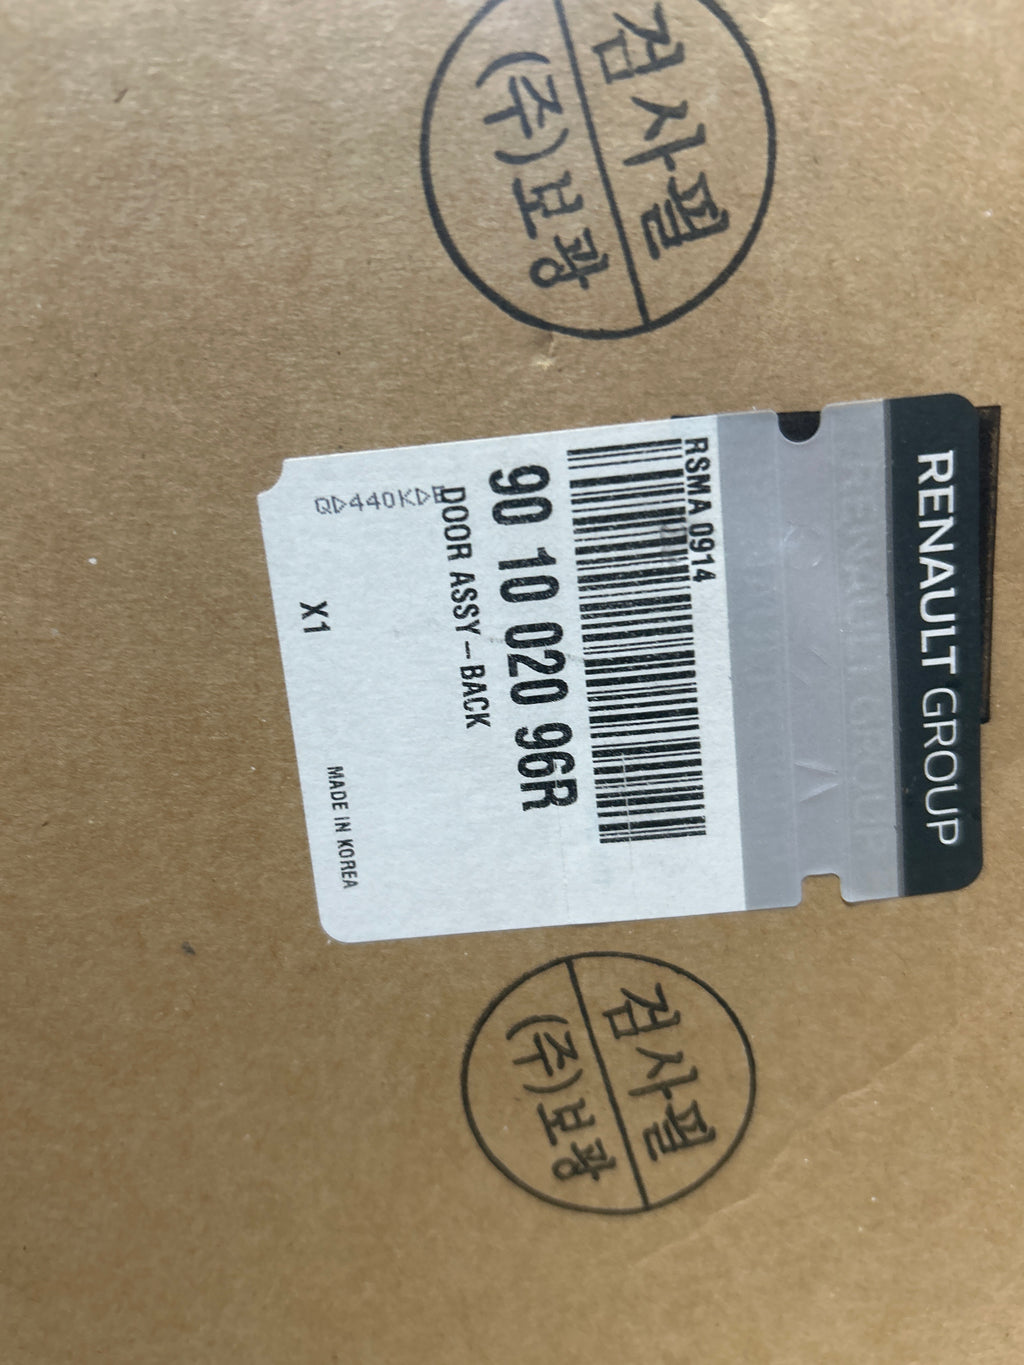 검사필
(주)보광
RENAULT GROUP
RSMA 0914
90 10 020 96R
DOOR ASSY-BACK
QD440KDE
X1
MADE IN KOREA
검사필
(주)보광